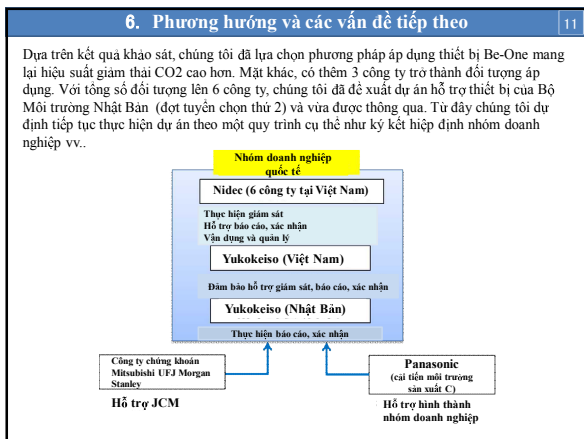 6. Phương hướng và các vấn đề tiếp theo
11
Dựa trên kết quả khảo sát, chúng tôi đã lựa chọn phương pháp áp dụng thiết bị Be-One mang
lại hiệu suất giảm thải CO2 cao hơn. Mặt khác, có thêm 3 công ty trở thành đối tượng áp
dụng. Với tổng số đối tượng lên 6 công ty, chúng tôi đã đề xuất dự án hỗ trợ thiết bị của Bộ
Môi trường Nhật Bản (đợt tuyển chọn thứ 2) và vừa được thông qua. Từ đây chúng tôi dự
định tiếp tục thực hiện dự án theo một quy trình cụ thể như ký kết hiệp định nhóm doanh
nghiệp vv..
Nhóm doanh nghiệp
quốc tế
Nidec (6 công ty tại Việt Nam)
Thực hiện giám sát
Hỗ trợ báo cáo, xác nhận
Vận dụng và quản lý
Yukokeiso (Việt Nam)
Đảm bảo hỗ trợ giám sát, báo cáo, xác nhận
Yukokeiso (Nhật Bản)
Thực hiện báo cáo, xác nhận
Công ty chứng khoán
Mitsubishi UFJ Morgan
Stanley
Hỗ trợ JCM
Panasonic
(cải tiến môi trường
sản xuất C)
Hỗ trợ hình thành
nhóm doanh nghiệp